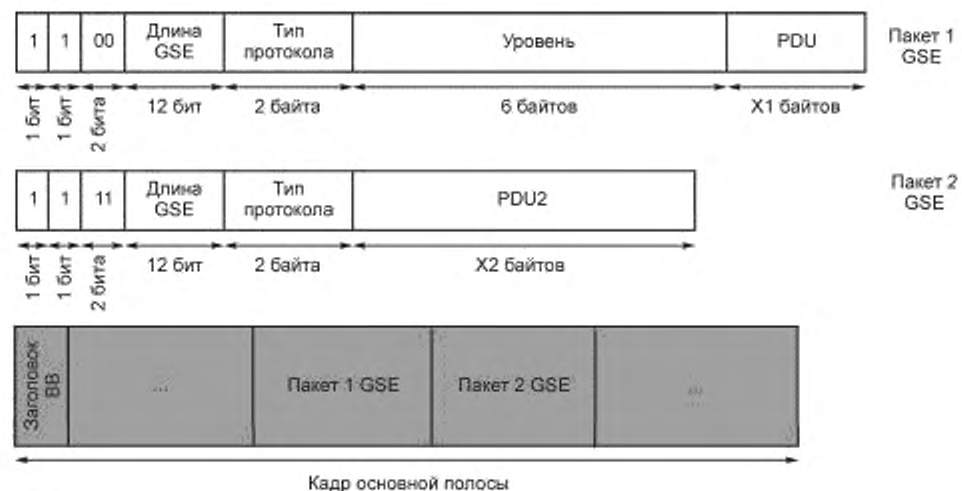 1 1 00 Длина GSE Тип протокола Уровень PDU Пакет 1 GSE
1 бит 1 бит 2 бита 12 бит 2 байта 6 байтов X1 байтов
1 1 11 Длина GSE Тип протокола PDU2 Пакет 2 GSE
1 бит 1 бит 2 бита 12 бит 2 байта X2 байтов
Заголовок BB ... Пакет 1 GSE Пакет 2 GSE ...
Кадр основной полосы